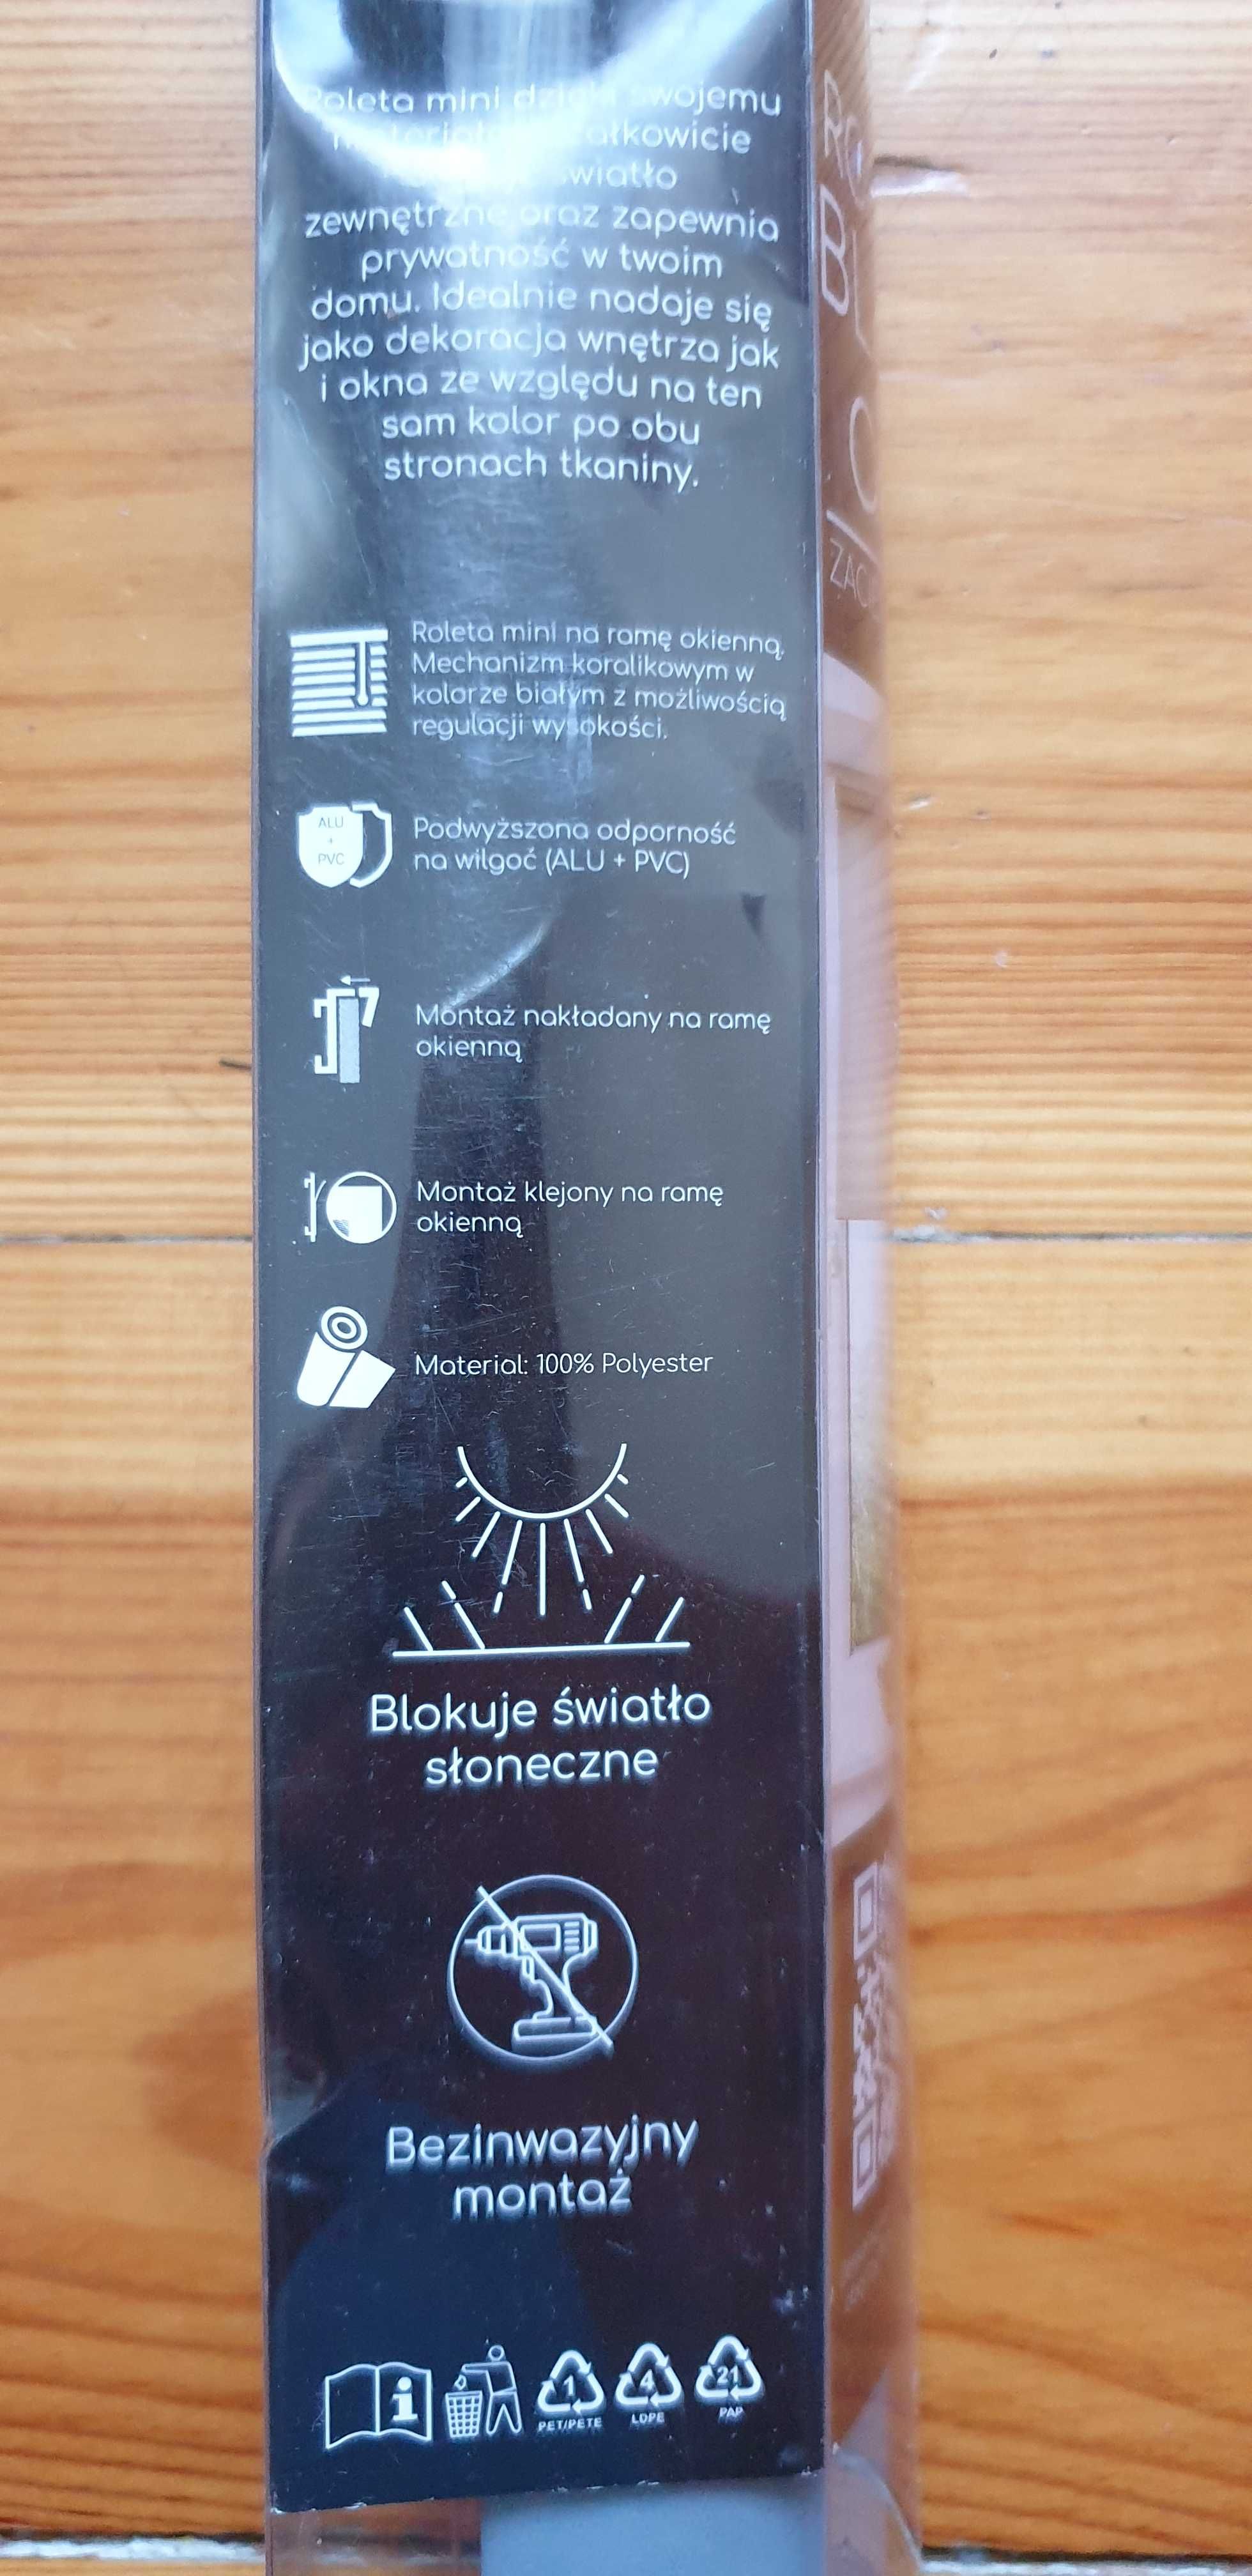 Roleta mini dzięki swojemu
materiałowi całkowicie
światło
zewnętrzne oraz zapewnia
prywatność w twoim
domu. Idealnie nadaje się
jako dekoracja wnętrza jak
i okna ze względu na ten
sam kolor po obu
stronach tkaniny.
Roleta mini na ramę okienną.
Mechanizm koralikowym w
kolorze białym z możliwością
regulacji wysokości.
ALU
+
PVC
Podwyższona odporność
na wilgoć (ALU + PVC)
Montaż nakładany na ramę
okienną
Montaż klejony na ramę
okienną
Material: 100% Polyester
Blokuje światło
słoneczne
Bezinwazyjny
montaż
i
1
PET/PETE
4
LDPE
21
PAP